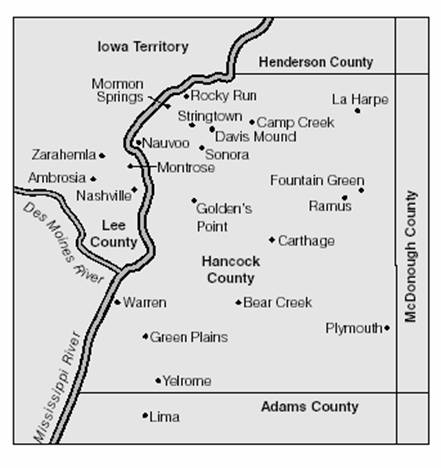 Iowa Territory
Henderson County
Mormon
Springs
Rocky Run
La Harpe
Stringtown
Camp Creek
Davis Mound
Nauvoo
Sonora
Zarahemla
Montrose
Ambrosia
Nashville
Fountain Green
Ramus
Golden's
Point
Des Moines River
Lee
County
Carthage
Hancock
County
McDonough County
Warren
Bear Creek
Plymouth
Green Plains
Mississippi River
Yelrome
Adams County
Lima